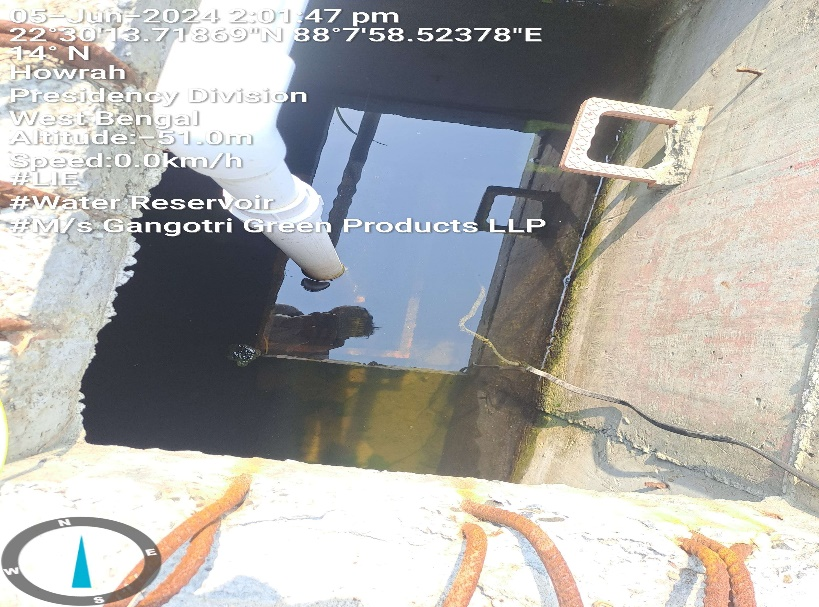 05-Jun-2024 2:01:47 pm
22°30'13.71869"N 88°7'58.52378"E
14° N
Howrah
Presidency Division
West Bengal
Altitude:-51.0m
Speed:0.0km/h
#LIE
#Water Reservoir
#M/s Gangotri Green Products LLP
N
E
W
S